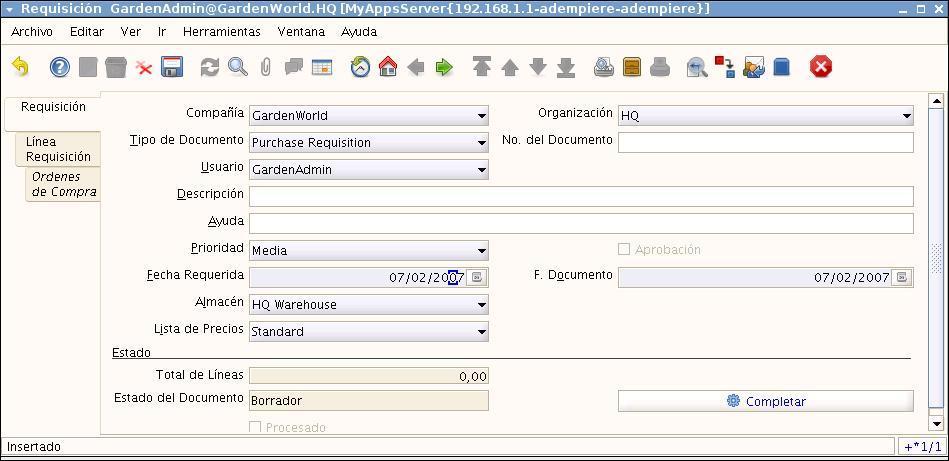 Requisición GardenAdmin@GardenWorld.HQ [MyAppsServer{192.168.1.1-adempiere-adempiere}]
Archivo Editar Ver Ir Herramientas Ventana Ayuda
Requisición
Línea
Requisición
Ordenes
de Compra
Compañía GardenWorld Organización HQ
Tipo de Documento Purchase Requisition No. del Documento
Usuario GardenAdmin
Descripción
Ayuda
Prioridad Media Aprobación
Fecha Requerida 07/02/2007 F. Documento 07/02/2007
Almacén HQ Warehouse
Lista de Precios Standard
Estado
Total de Líneas 0,00
Estado del Documento Borrador Completar
Procesado
Insertado +*1/1